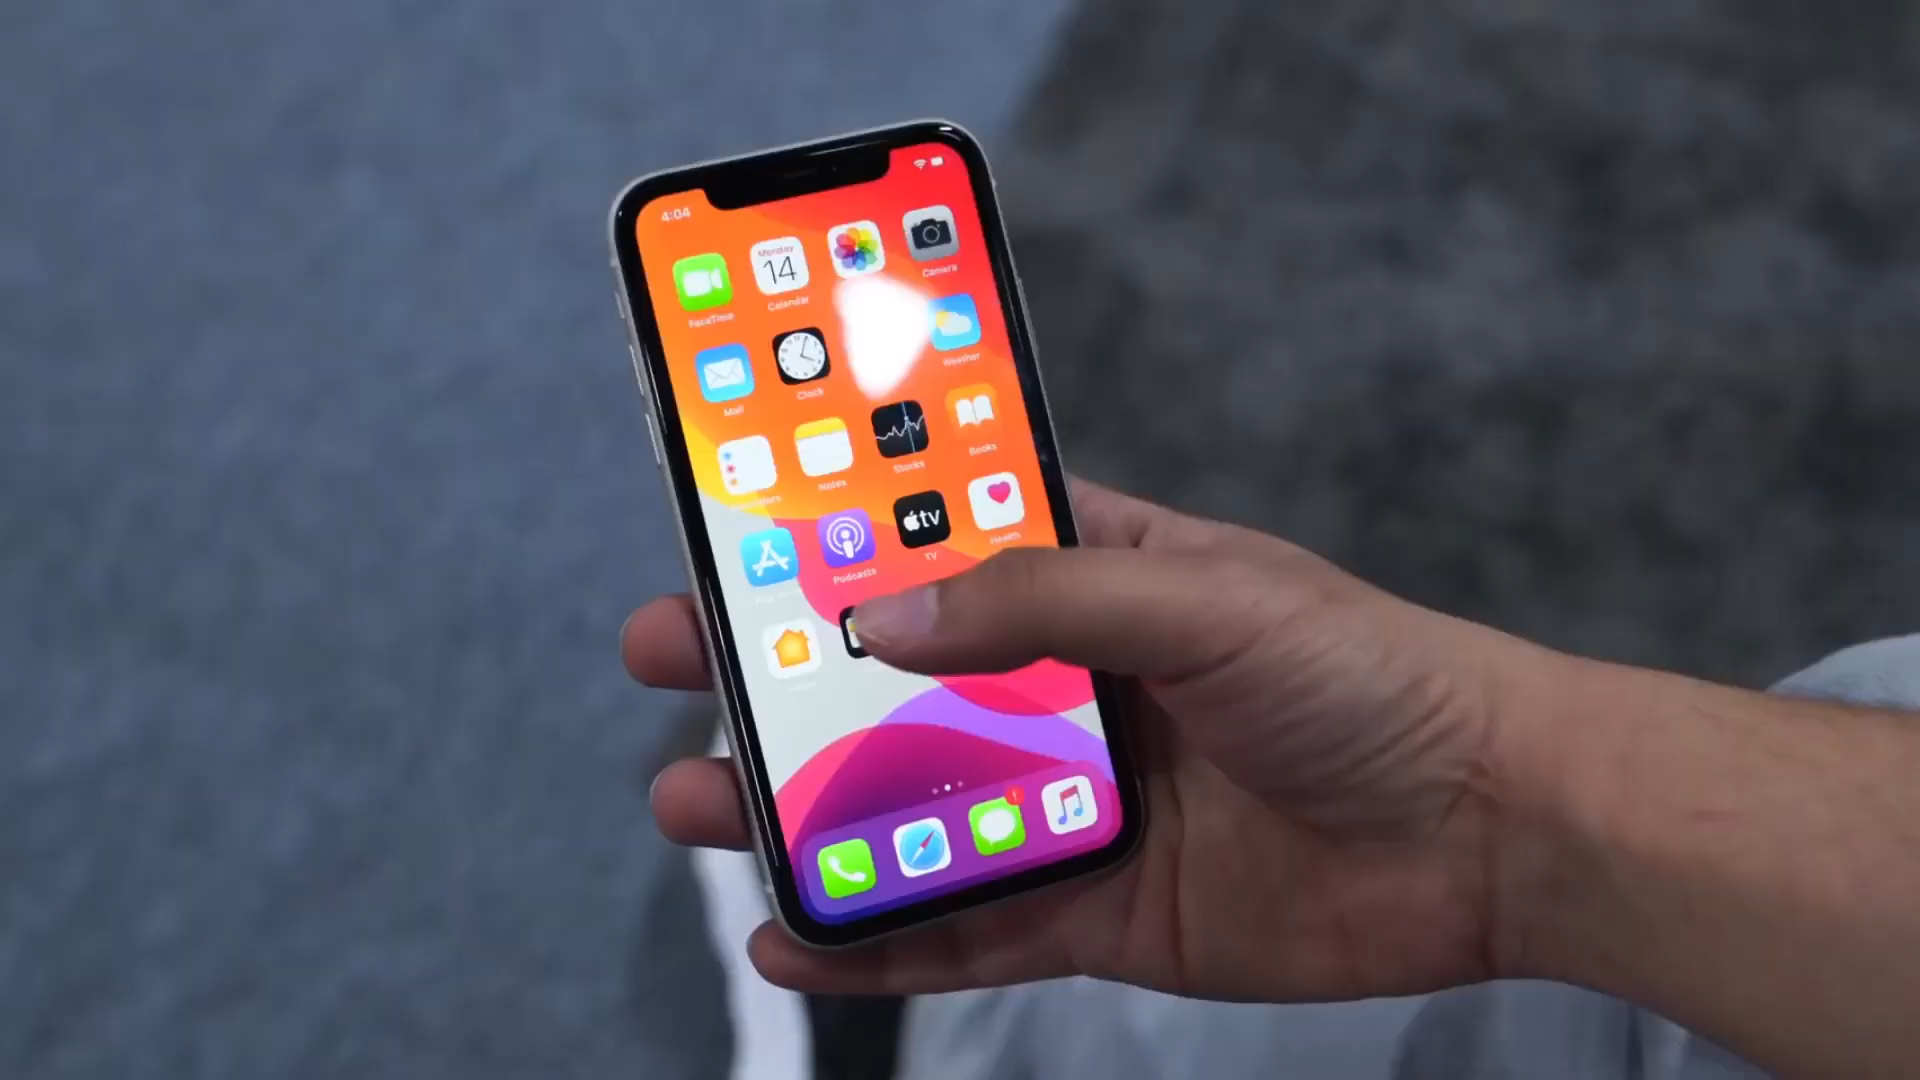 4:04
FaceTime
Monday
14
Calendar
Camera
Mail
Clock
Weather
Notes
Stocks
Books
Podcasts
tv
TV
Health